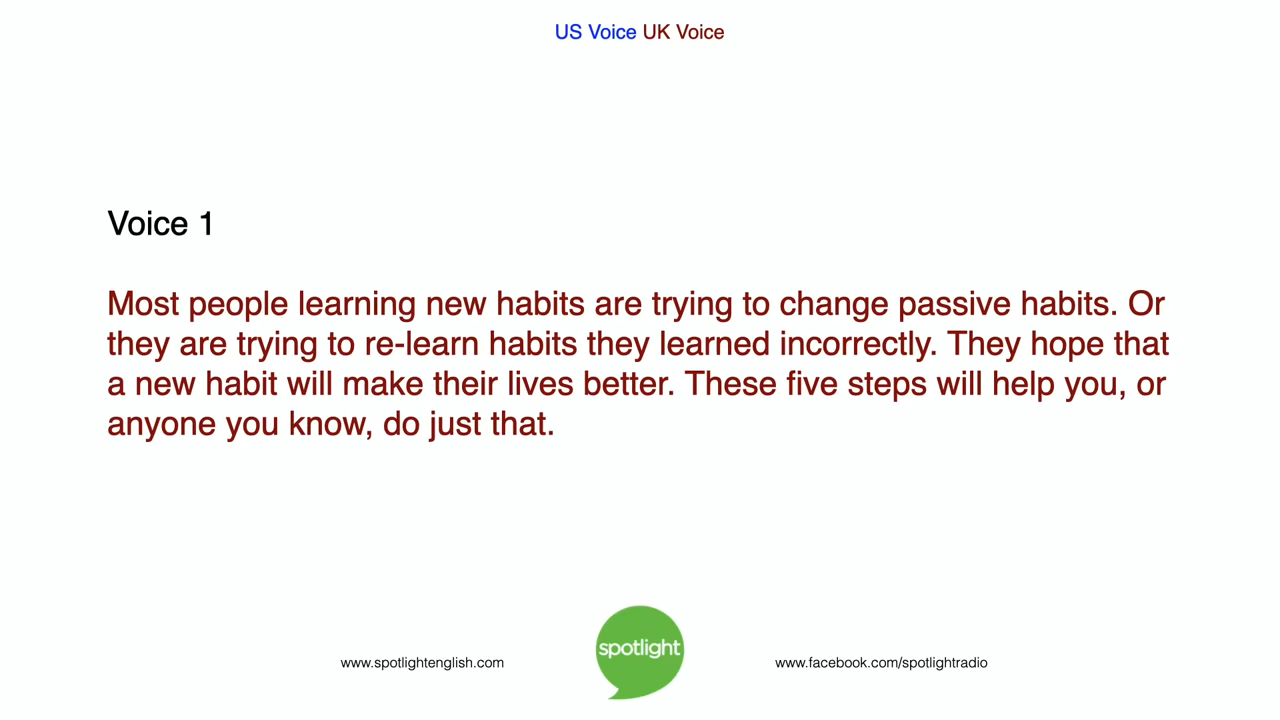 US Voice UK Voice
Voice 1
Most people learning new habits are trying to change passive habits. Or
they are trying to re-learn habits they learned incorrectly. They hope that
a new habit will make their lives better. These five steps will help you, or
anyone you know, do just that.
www.spotlightenglish.com
spotlight
www.facebook.com/spotlightradio